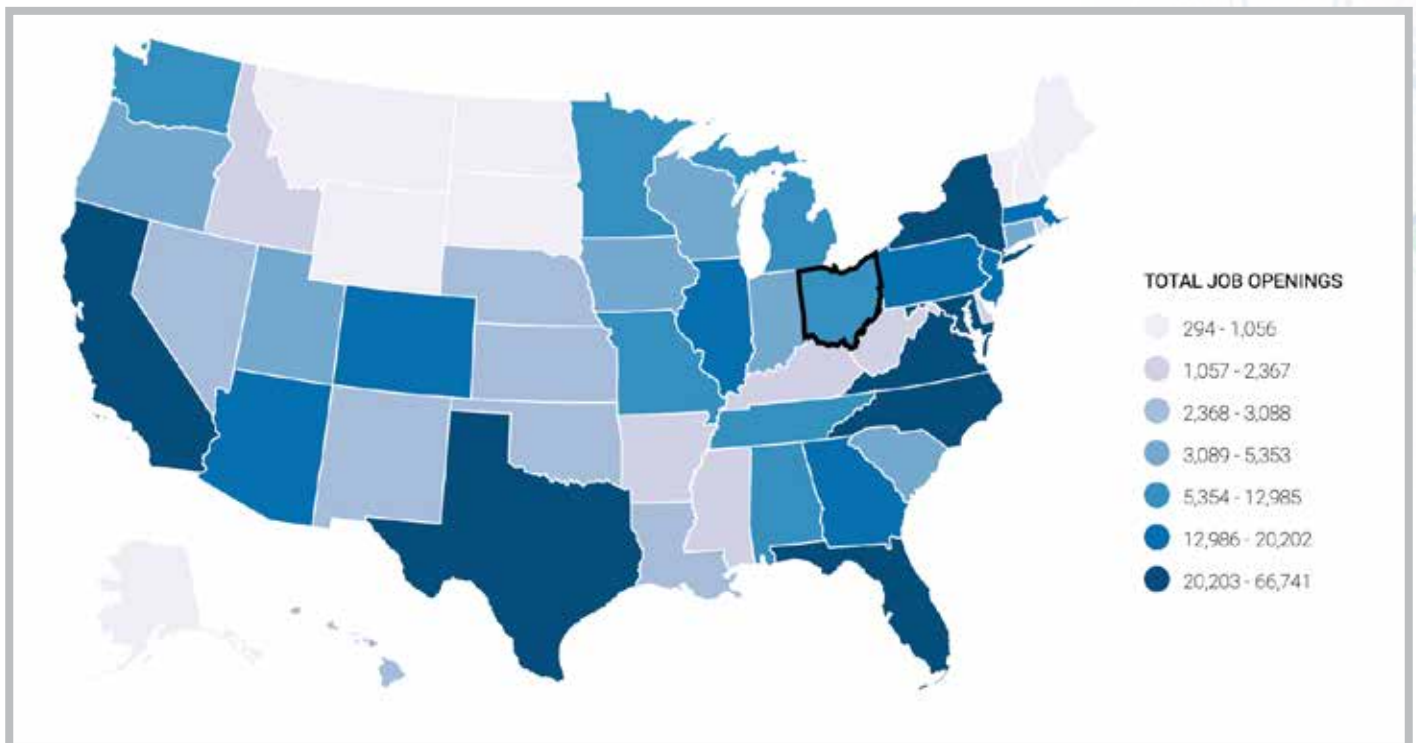 TOTAL JOB OPENINGS
294 - 1,056
1,057 - 2,367
2,368 - 3,088
3,089 - 5,353
5,354 - 12,985
12,986 - 20,202
20,203 - 66,741